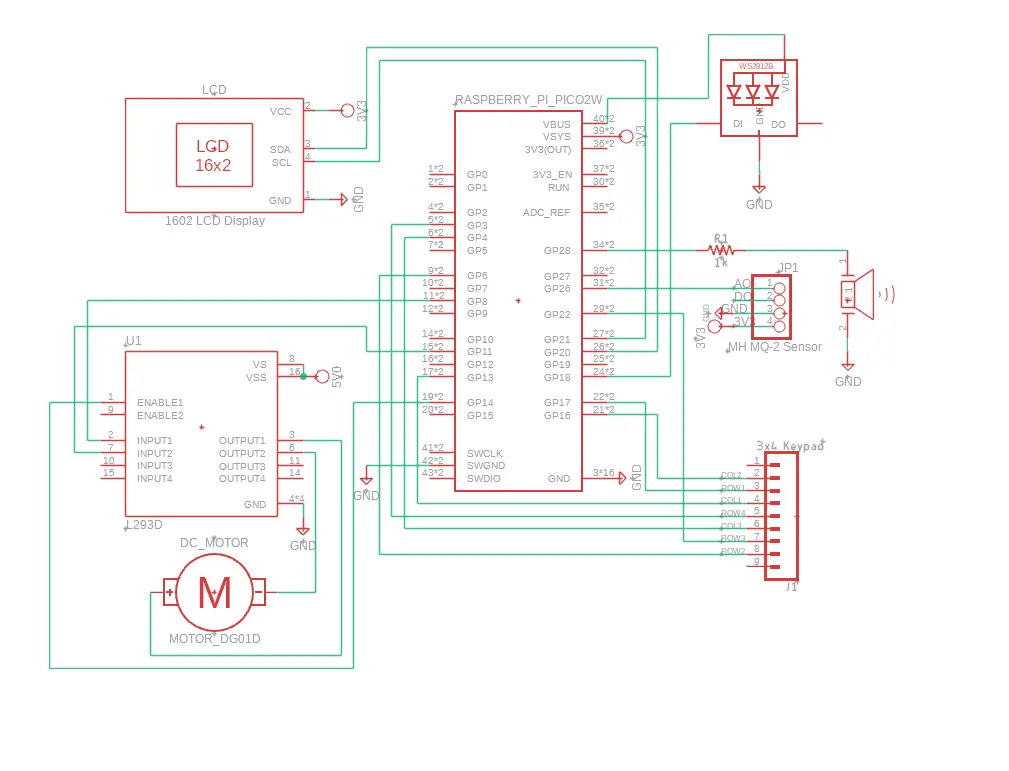 LCD
VCC 2
3V3
LCD
16x2
SDA 3
SCL 4
GND 1
GND
1602 LCD Display
RASPBERRY_PI_PICO2W
VBUS 40*2
VSYS 39*2
3V3
3V3(OUT) 36*2
1*2 GP0
3V3_EN 37*2
2*2 GP1
RUN 30*2
4*2 GP2
ADC_REF 35*2
5*2 GP3
6*2 GP4
7*2 GP5
GP28 34*2
9*2 GP6
GP27 32*2
10*2 GP7
GP26 31*2
11*2 GP8
12*2 GP9
GP22 29*2
14*2 GP10
GP21 27*2
15*2 GP11
GP20 26*2
16*2 GP12
GP19 25*2
17*2 GP13
GP18 24*2
19*2 GP14
GP17 22*2
20*2 GP15
GP16 21*2
41*2 SWCLK
42*2 SWGND
43*2 SWDIO
GND 3*16
GND
GND
WS2812B
VDD
DI
GND
DO
GND
R1
1k
JP1
AO 1
DO 2
GND
GND 3
3V3
3V3 4
MH MQ-2 Sensor
1
2
GND
U1
VS 8
VSS 16
5V0
1 ENABLE1
9 ENABLE2
2 INPUT1
OUTPUT1 3
7 INPUT2
OUTPUT2 6
10 INPUT3
OUTPUT3 11
15 INPUT4
OUTPUT4 14
GND 4*4
L293D
GND
DC_MOTOR
M
MOTOR_DG01D
3x4 Keypad
1
COL2 2
ROW1 3
COL1 4
ROW4 5
COL3 6
ROW3 7
ROW2 8
9
J1